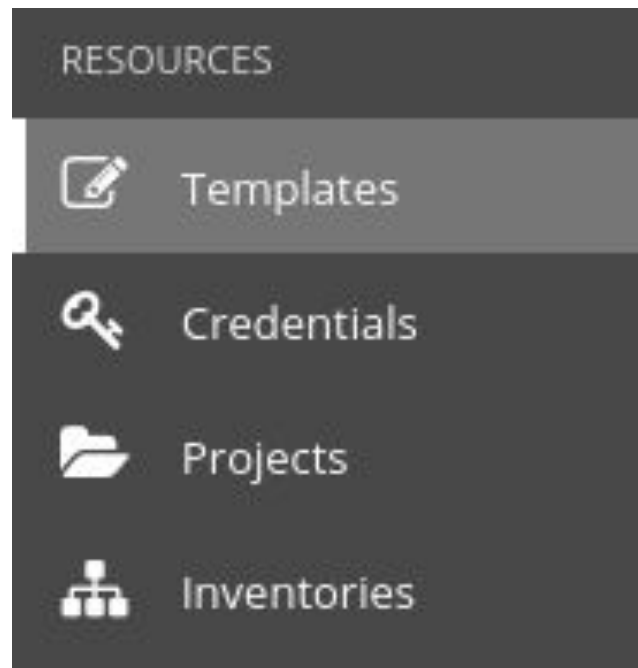 RESOURCES
Templates
Credentials
Projects
Inventories